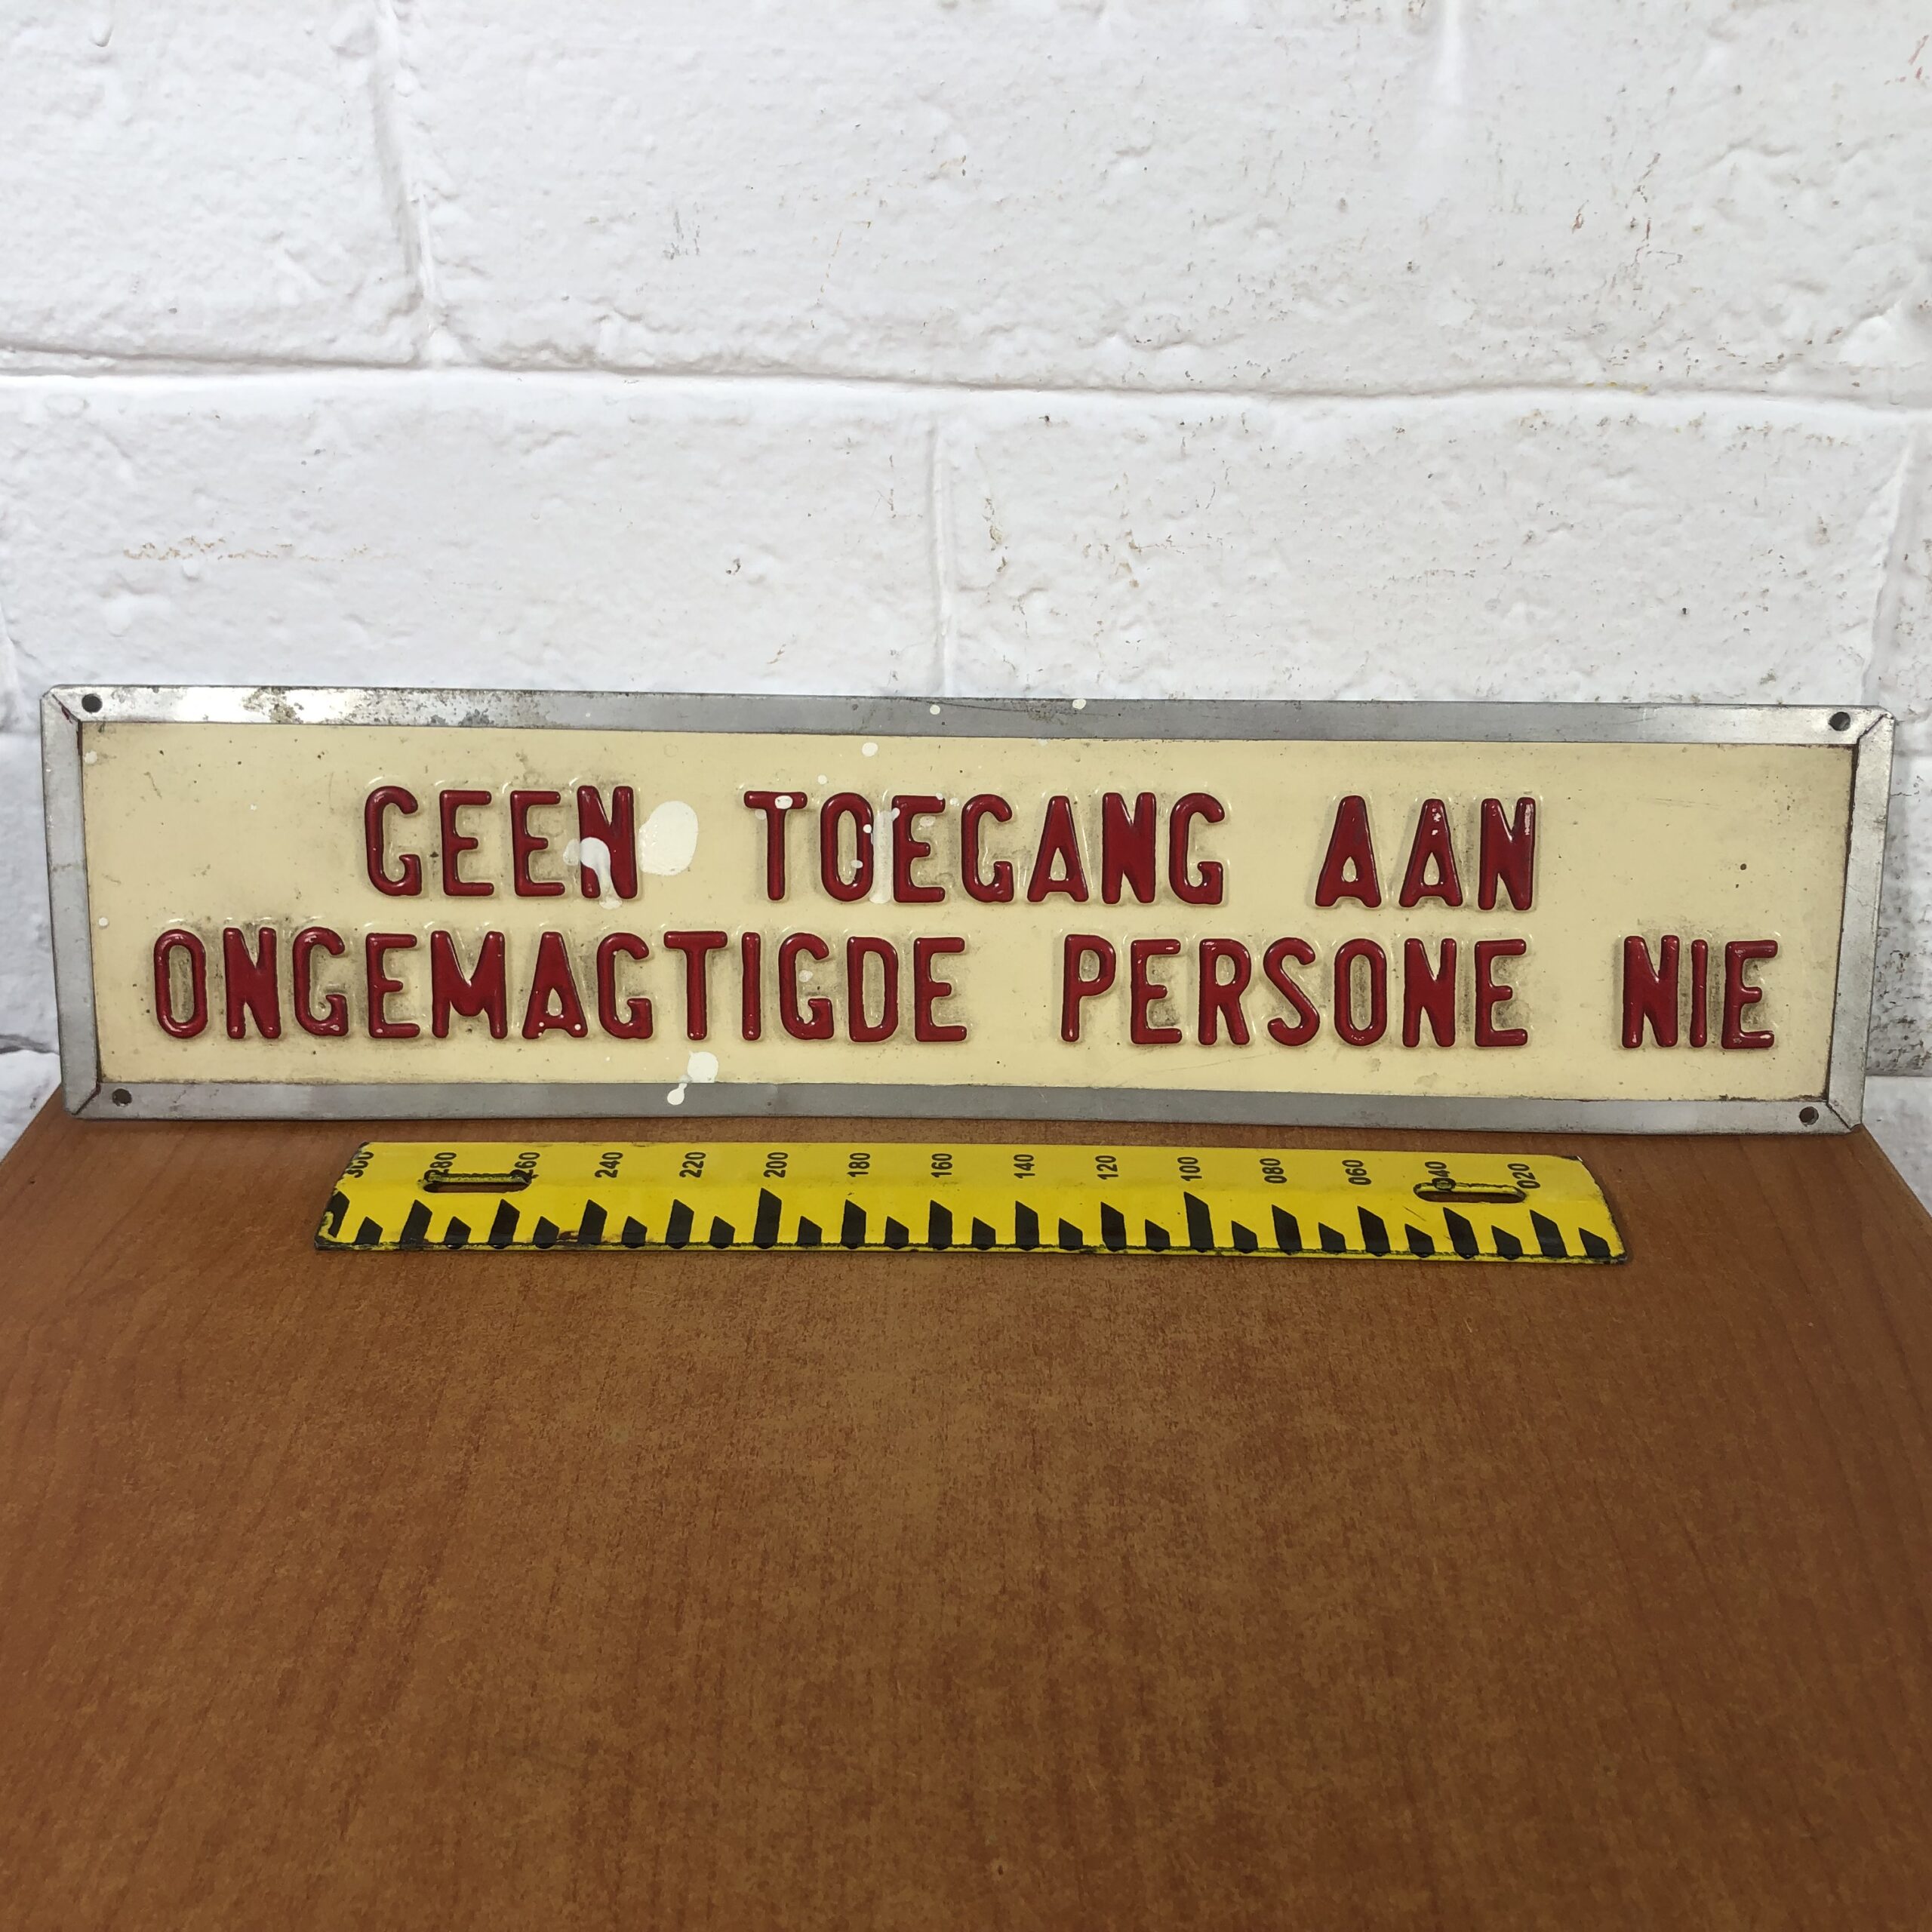 GEEN TOEGANG AAN
ONGEMAGTIGDE PERSONE NIE
300 280 260 240 220 200 180 160 140 120 100 080 060 040 020